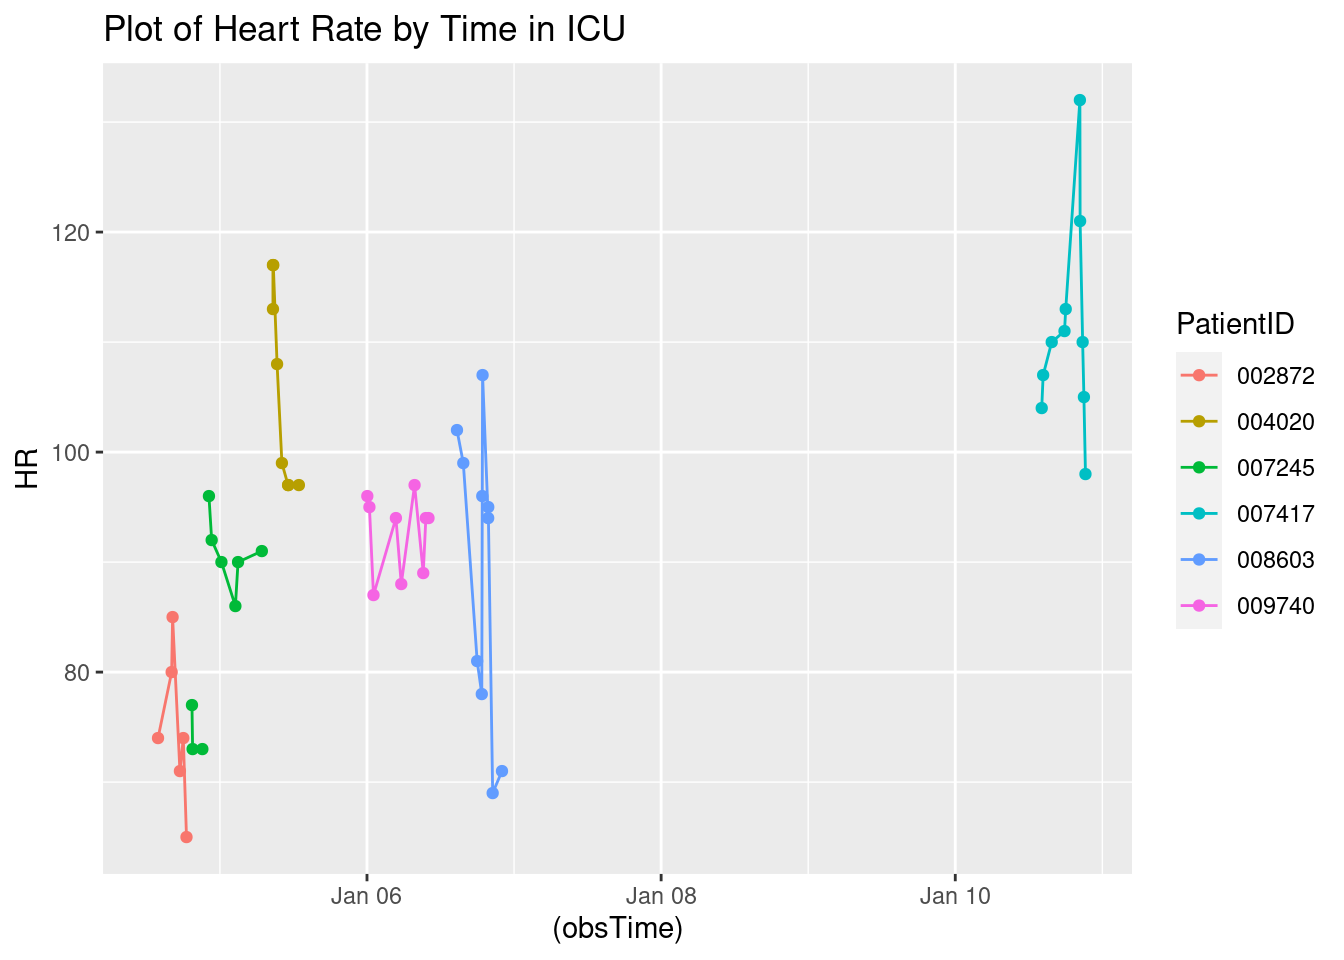 Plot of Heart Rate by Time in ICU
HR
120
100
80
Jan 06
Jan 08
Jan 10
(obsTime)
PatientID
002872
004020
007245
007417
008603
009740